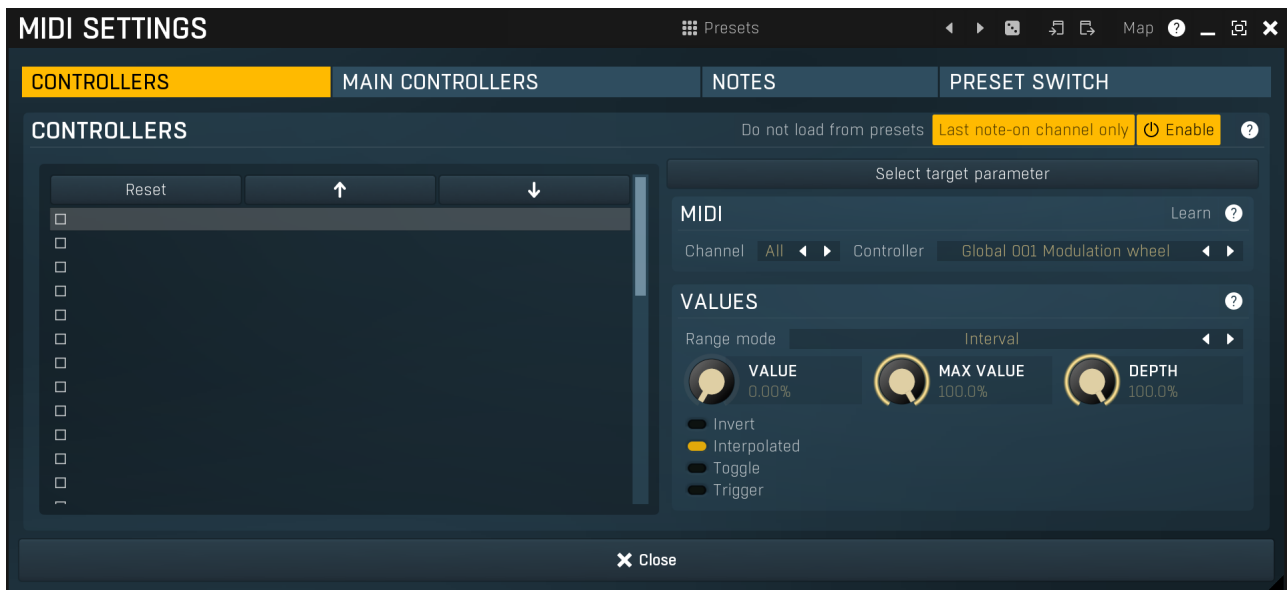 MIDI SETTINGS Presets Map ?
CONTROLLERS MAIN CONTROLLERS NOTES PRESET SWITCH
CONTROLLERS Do not load from presets Last note-on channel only Enable ?
Reset ↑ ↓
Select target parameter
MIDI Learn ?
Channel All Controller Global 001 Modulation wheel
VALUES ?
Range mode Interval
VALUE MAX VALUE DEPTH
0.00% 100.0% 100.0%
Invert
Interpolated
Toggle
Trigger
Close